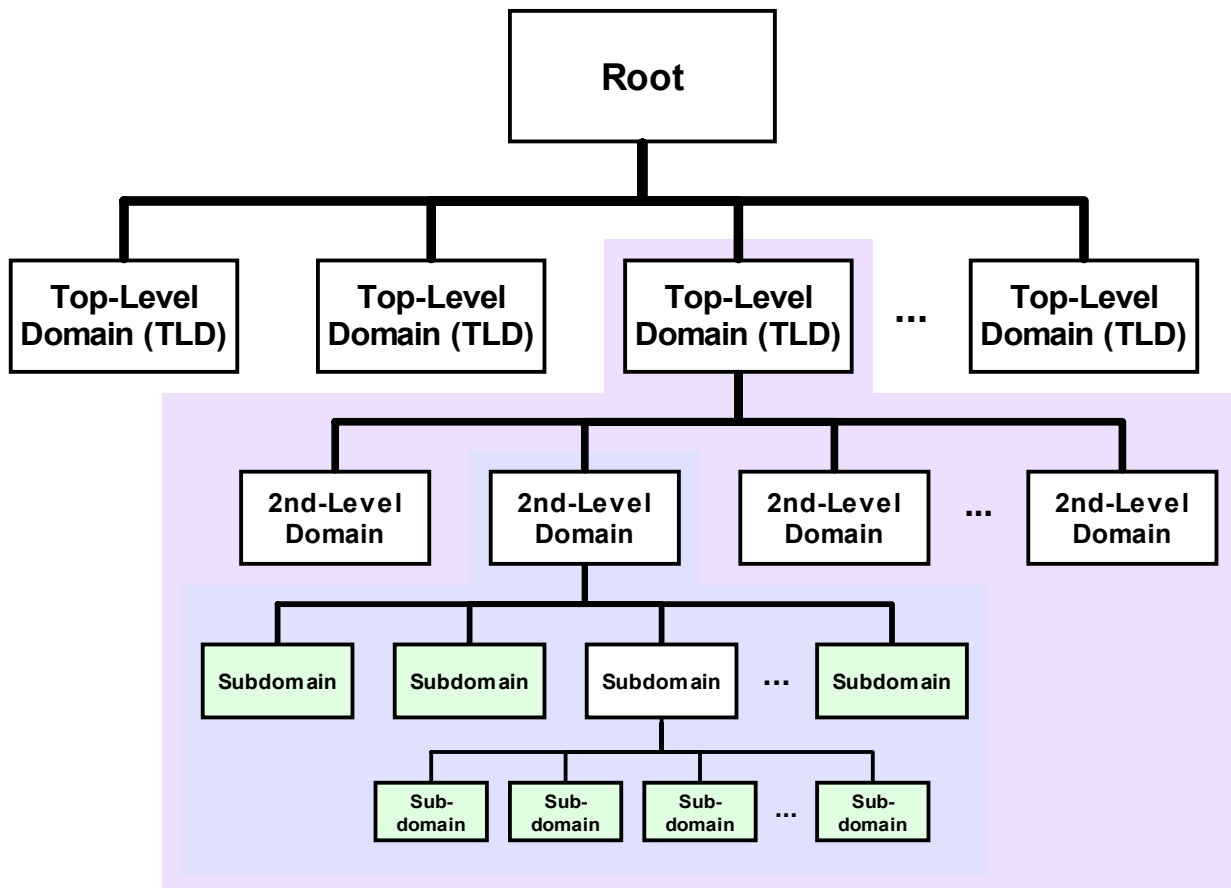 Root
Top-Level
Domain (TLD)
Top-Level
Domain (TLD)
Top-Level
Domain (TLD)
...
Top-Level
Domain (TLD)
2nd-Level
Domain
2nd-Level
Domain
2nd-Level
Domain
...
2nd-Level
Domain
Subdomain
Subdomain
Subdomain
...
Subdomain
Sub-
domain
Sub-
domain
Sub-
domain
...
Sub-
domain